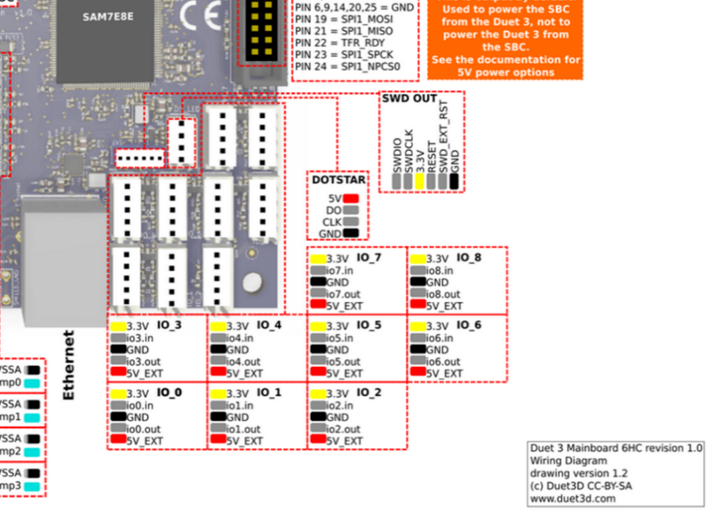 SAM7E8E
PIN 6,9,14,20,25 = GND
PIN 19 = SPI1_MOSI
PIN 21 = SPI1_MISO
PIN 22 = TFR_RDY
PIN 23 = SPI1_SPCK
PIN 24 = SPI1_NPCS0
Used to power the SBC
from the Duet 3, not to
power the Duet 3 from
the SBC.
See the documentation for
5V power options
SWD OUT
SWDIO
SWDCLK
3.3V
RESET
SWD_EXT_RST
GND
DOTSTAR
5V
DO
CLK
GND
3.3V IO_7
io7.in
GND
io7.out
5V_EXT
3.3V IO_8
io8.in
GND
io8.out
5V_EXT
3.3V IO_3
io3.in
GND
io3.out
5V_EXT
3.3V IO_4
io4.in
GND
io4.out
5V_EXT
3.3V IO_5
io5.in
GND
io5.out
5V_EXT
3.3V IO_6
io6.in
GND
io6.out
5V_EXT
3.3V IO_0
io0.in
GND
io0.out
5V_EXT
3.3V IO_1
io1.in
GND
io1.out
5V_EXT
3.3V IO_2
io2.in
GND
io2.out
5V_EXT
Ethernet
VSSA
mp0
VSSA
mp1
VSSA
mp2
VSSA
mp3
Duet 3 Mainboard 6HC revision 1.0
Wiring Diagram
drawing version 1.2
(c) Duet3D CC-BY-SA
www.duet3d.com